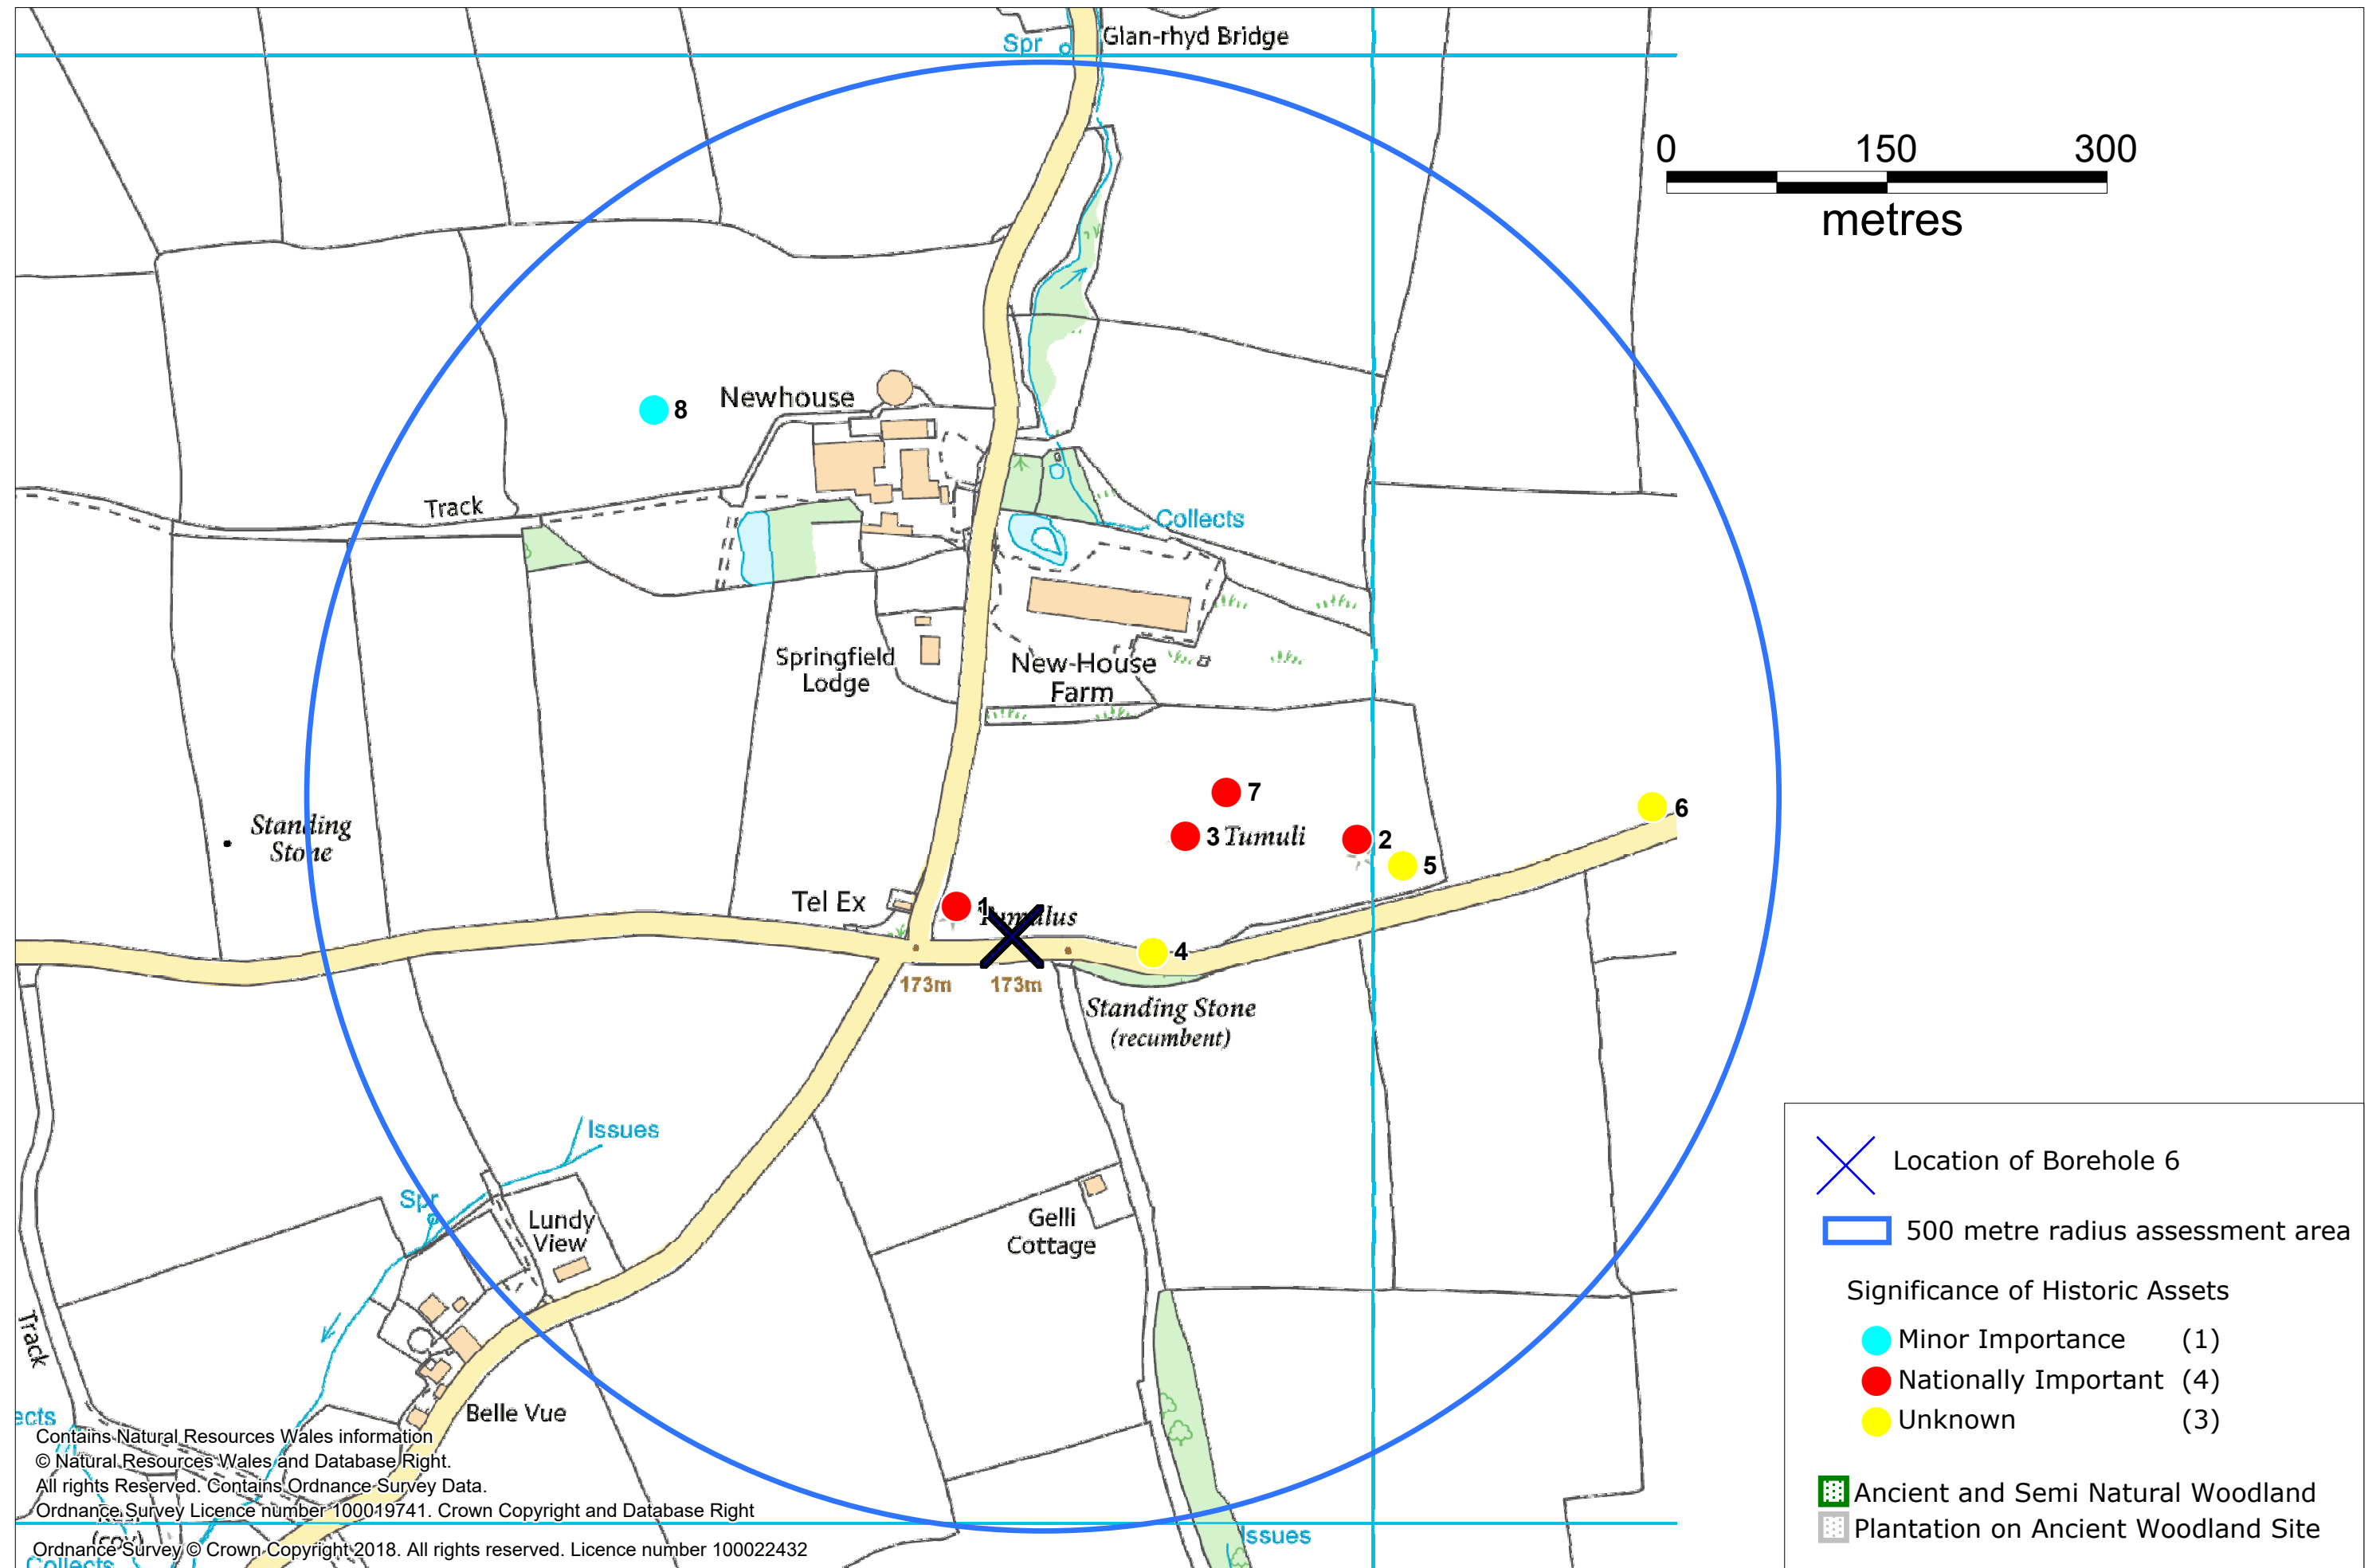 Spr
Glan-rhyd Bridge
0 150 300
metres
8
Newhouse
Track
Collects
Springfield
Lodge
New-House
Farm
7
Standing
Stone
3 Tumuli
2
6
5
Tel Ex
1
Tumulus
4
173m 173m
Standing Stone
(recumbent)
Issues
Spr
Lundy
View
Gelli
Cottage
Track
Belle Vue
ects
Contains Natural Resources Wales information
© Natural Resources Wales and Database Right.
All rights Reserved. Contains Ordnance Survey Data.
Ordnance Survey Licence number 100019741. Crown Copyright and Database Right
(cov)
Ordnance Survey © Crown Copyright 2018. All rights reserved. Licence number 100022432
Collects
Issues
Location of Borehole 6
500 metre radius assessment area
Significance of Historic Assets
Minor Importance (1)
Nationally Important (4)
Unknown (3)
Ancient and Semi Natural Woodland
Plantation on Ancient Woodland Site